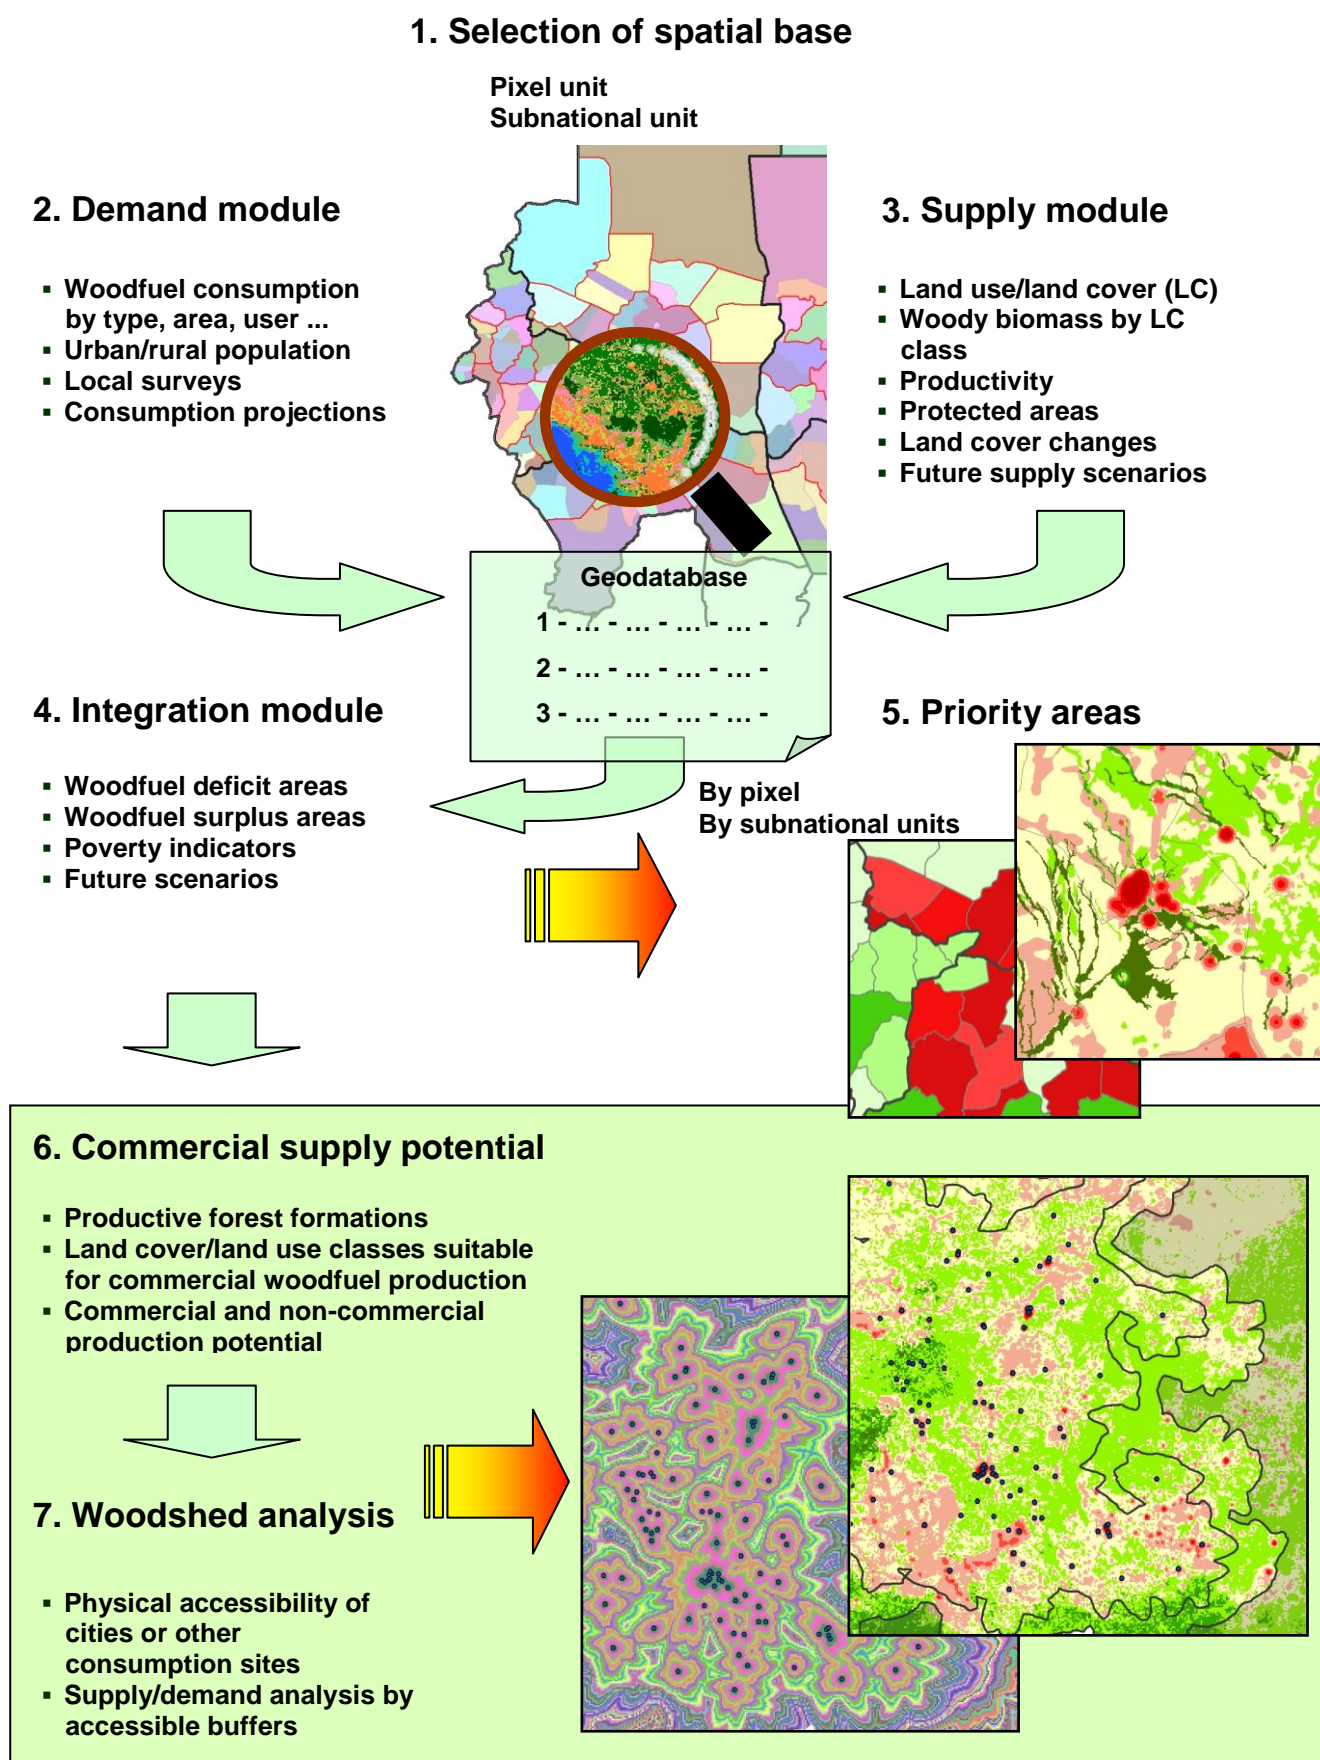 1. Selection of spatial base
Pixel unit
Subnational unit
2. Demand module
▪ Woodfuel consumption
by type, area, user ...
▪ Urban/rural population
▪ Local surveys
▪ Consumption projections
3. Supply module
▪ Land use/land cover (LC)
▪ Woody biomass by LC
class
▪ Productivity
▪ Protected areas
▪ Land cover changes
▪ Future supply scenarios
Geodatabase
1 - ... - ... - ... - ... -
2 - ... - ... - ... - ... -
3 - ... - ... - ... - ... -
4. Integration module
▪ Woodfuel deficit areas
▪ Woodfuel surplus areas
▪ Poverty indicators
▪ Future scenarios
5. Priority areas
By pixel
By subnational units
6. Commercial supply potential
▪ Productive forest formations
▪ Land cover/land use classes suitable
for commercial woodfuel production
▪ Commercial and non-commercial
production potential
7. Woodshed analysis
▪ Physical accessibility of
cities or other
consumption sites
▪ Supply/demand analysis by
accessible buffers